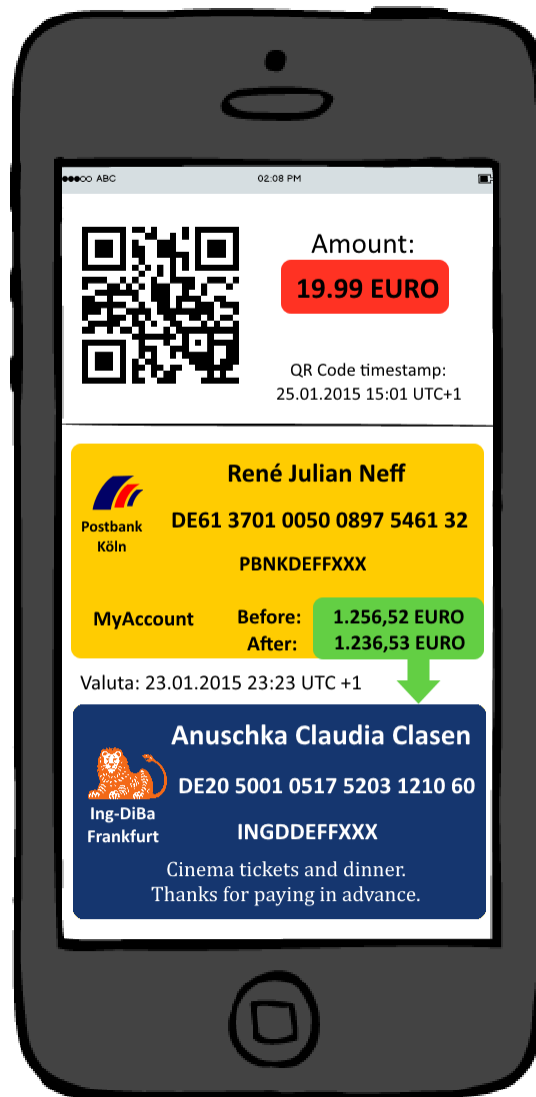 ABC 02:08 PM
Amount:
19.99 EURO
QR Code timestamp:
25.01.2015 15:01 UTC+1
René Julian Neff
Postbank
Köln
DE61 3701 0050 0897 5461 32
PBNKDEFFXXX
MyAccount Before: 1.256,52 EURO
After: 1.236,53 EURO
Valuta: 23.01.2015 23:23 UTC +1
Anuschka Claudia Clasen
DE20 5001 0517 5203 1210 60
Ing-DiBa
Frankfurt
INGDDEFFXXX
Cinema tickets and dinner.
Thanks for paying in advance.